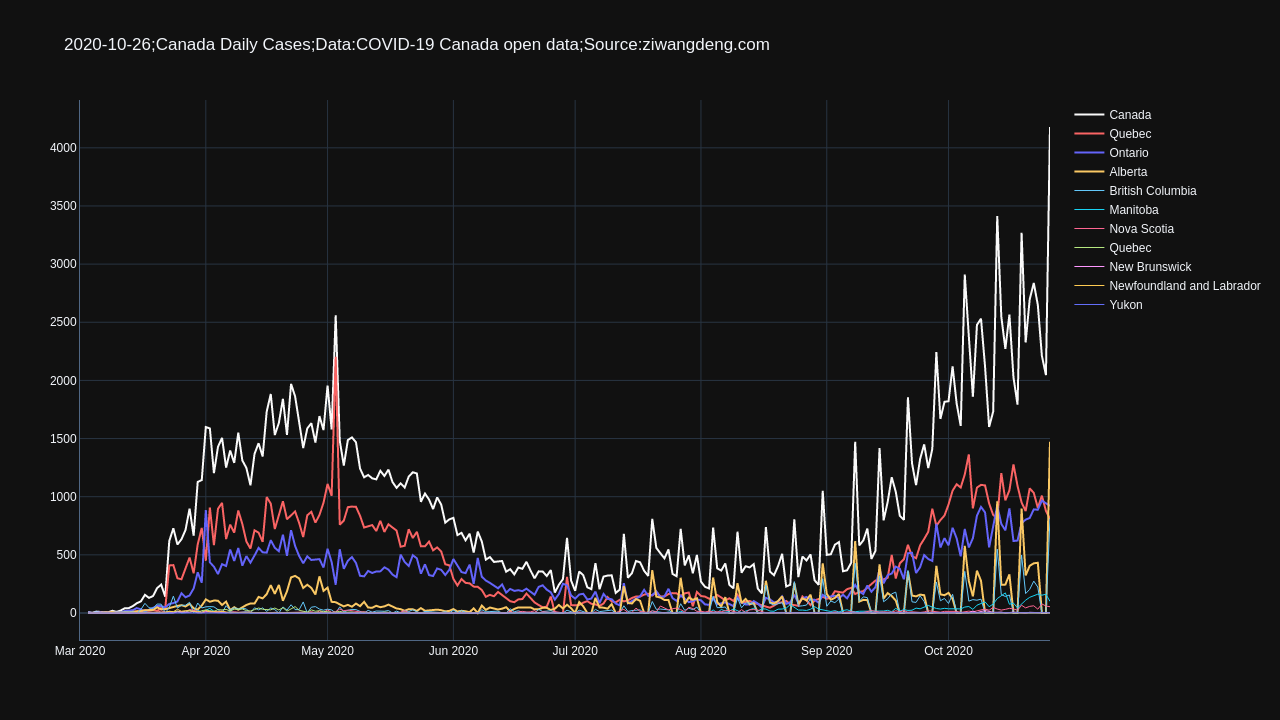 2020-10-26;Canada Daily Cases;Data:COVID-19 Canada open data;Source:ziwangdeng.com
4000
3500
3000
2500
2000
1500
1000
500
0
Mar 2020
Apr 2020
May 2020
Jun 2020
Jul 2020
Aug 2020
Sep 2020
Oct 2020
Canada
Quebec
Ontario
Alberta
British Columbia
Manitoba
Nova Scotia
Quebec
New Brunswick
Newfoundland and Labrador
Yukon